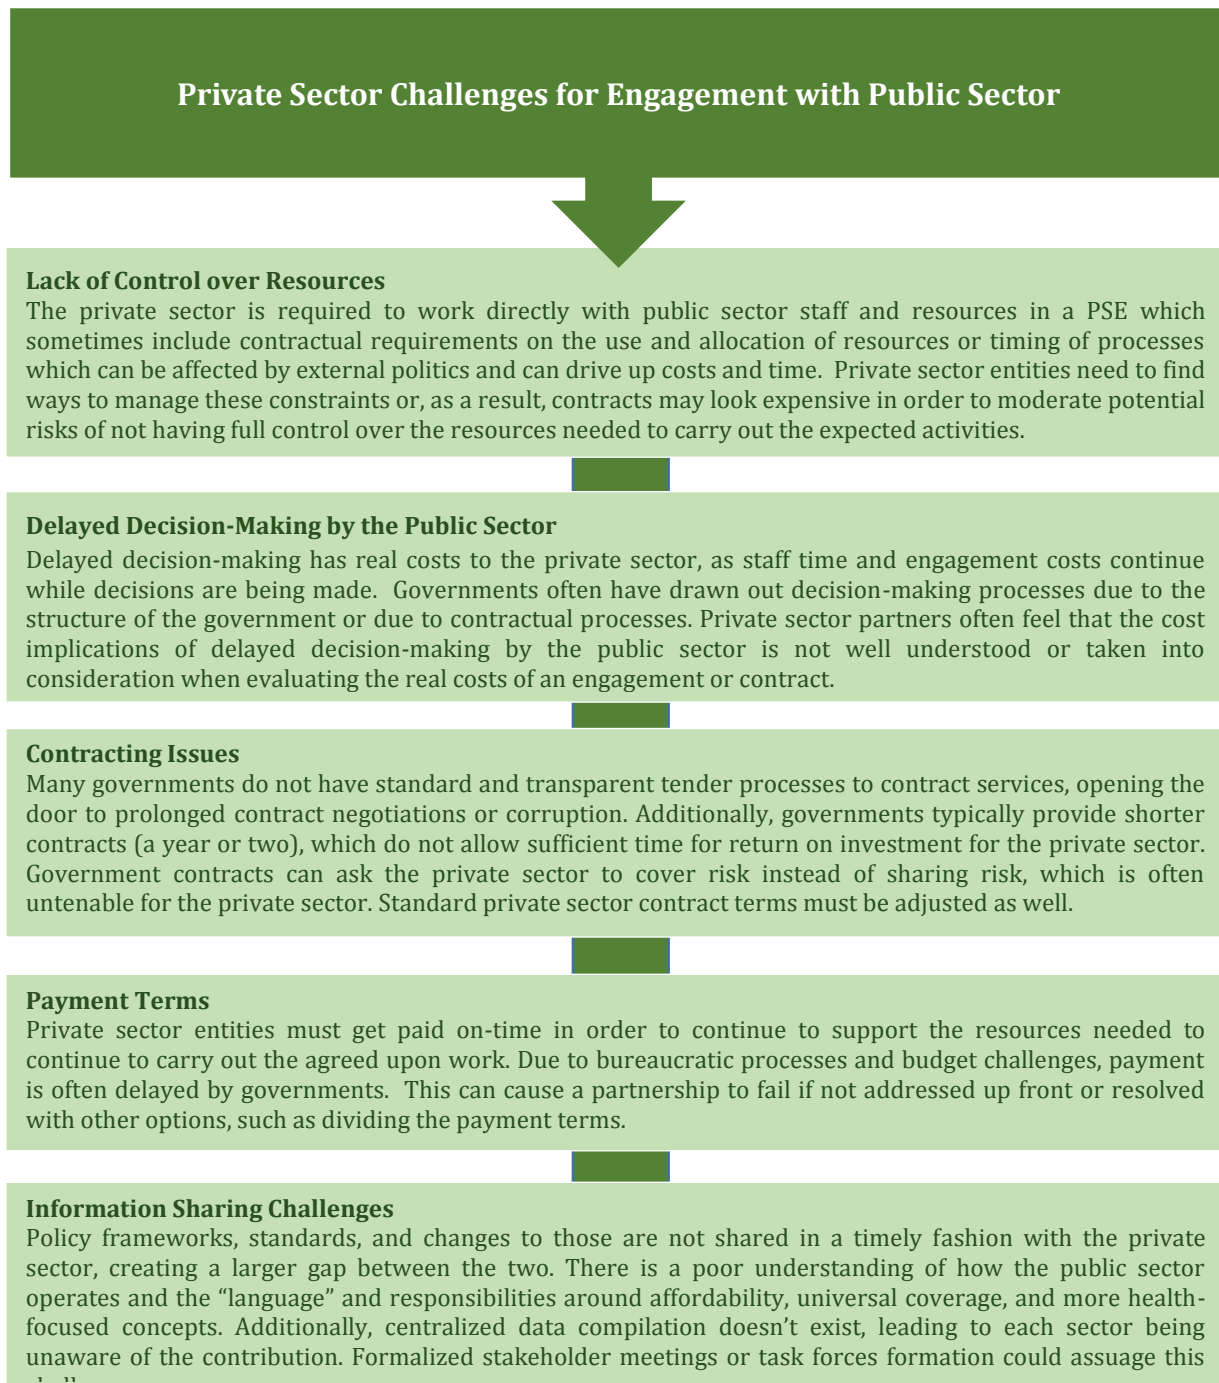 Private Sector Challenges for Engagement with Public Sector
Lack of Control over Resources
The private sector is required to work directly with public sector staff and resources in a PSE which
sometimes include contractual requirements on the use and allocation of resources or timing of processes
which can be affected by external politics and can drive up costs and time. Private sector entities need to find
ways to manage these constraints or, as a result, contracts may look expensive in order to moderate potential
risks of not having full control over the resources needed to carry out the expected activities.
Delayed Decision-Making by the Public Sector
Delayed decision-making has real costs to the private sector, as staff time and engagement costs continue
while decisions are being made. Governments often have drawn out decision-making processes due to the
structure of the government or due to contractual processes. Private sector partners often feel that the cost
implications of delayed decision-making by the public sector is not well understood or taken into
consideration when evaluating the real costs of an engagement or contract.
Contracting Issues
Many governments do not have standard and transparent tender processes to contract services, opening the
door to prolonged contract negotiations or corruption. Additionally, governments typically provide shorter
contracts (a year or two), which do not allow sufficient time for return on investment for the private sector.
Government contracts can ask the private sector to cover risk instead of sharing risk, which is often
untenable for the private sector. Standard private sector contract terms must be adjusted as well.
Payment Terms
Private sector entities must get paid on-time in order to continue to support the resources needed to
continue to carry out the agreed upon work. Due to bureaucratic processes and budget challenges, payment
is often delayed by governments. This can cause a partnership to fail if not addressed up front or resolved
with other options, such as dividing the payment terms.
Information Sharing Challenges
Policy frameworks, standards, and changes to those are not shared in a timely fashion with the private
sector, creating a larger gap between the two. There is a poor understanding of how the public sector
operates and the “language” and responsibilities around affordability, universal coverage, and more health-
focused concepts. Additionally, centralized data compilation doesn’t exist, leading to each sector being
unaware of the contribution. Formalized stakeholder meetings or task forces formation could assuage this